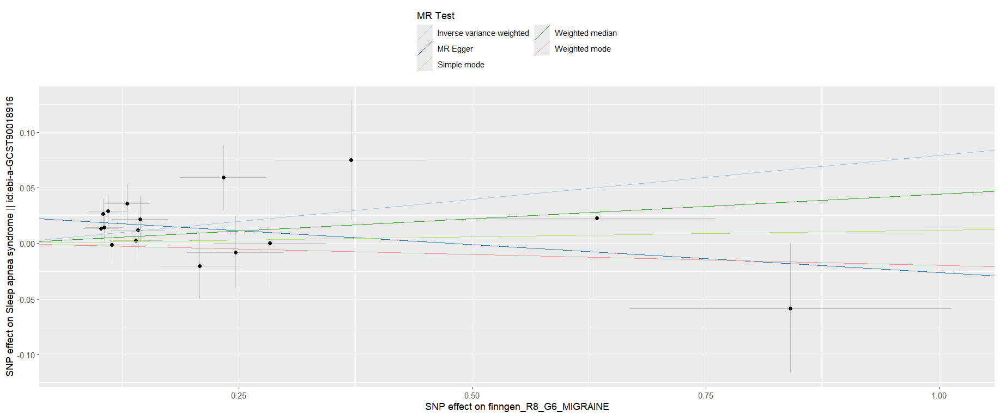 MR Test
Inverse variance weighted
Weighted median
MR Egger
Weighted mode
Simple mode
SNP effect on Sleep apnea syndrome || id:ebi-a-GCST90018916
0.10
0.05
0.00
-0.05
-0.10
0.25
0.50
0.75
1.00
SNP effect on finngen_R8_G6_MIGRAINE